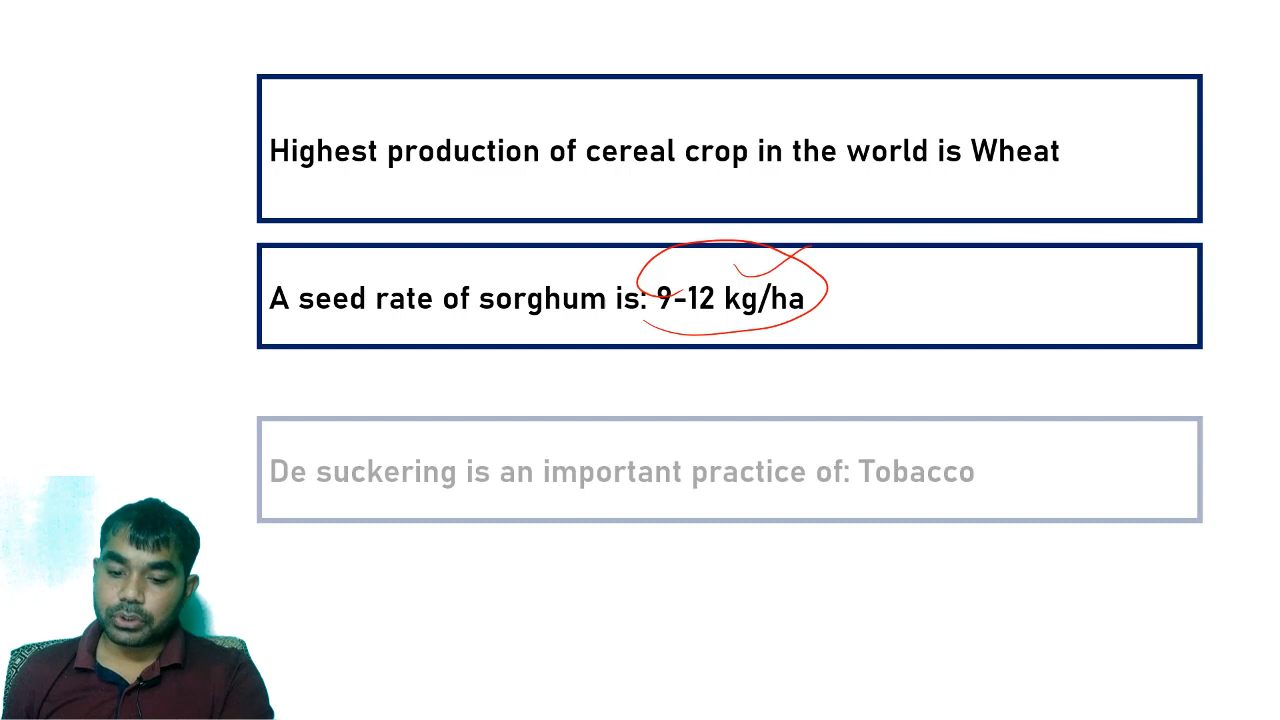 Highest production of cereal crop in the world is Wheat
A seed rate of sorghum is: 9-12 kg/ha
De suckering is an important practice of: Tobacco